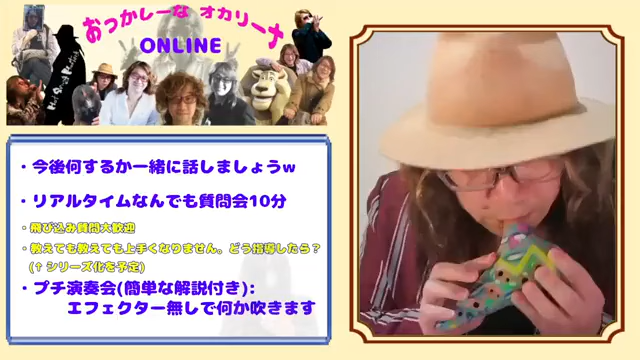 おっかしーな オカリーナ
ONLINE
・今後何するか一緒に話しましょうw
・リアルタイムなんでも質問会10分
・飛び込み質問大歓迎
・教えても教えても上手くなりません。どう指導したら？
(↑シリーズ化を予定)
・プチ演奏会(簡単な解説付き):
エフェクター無しで何か吹きます